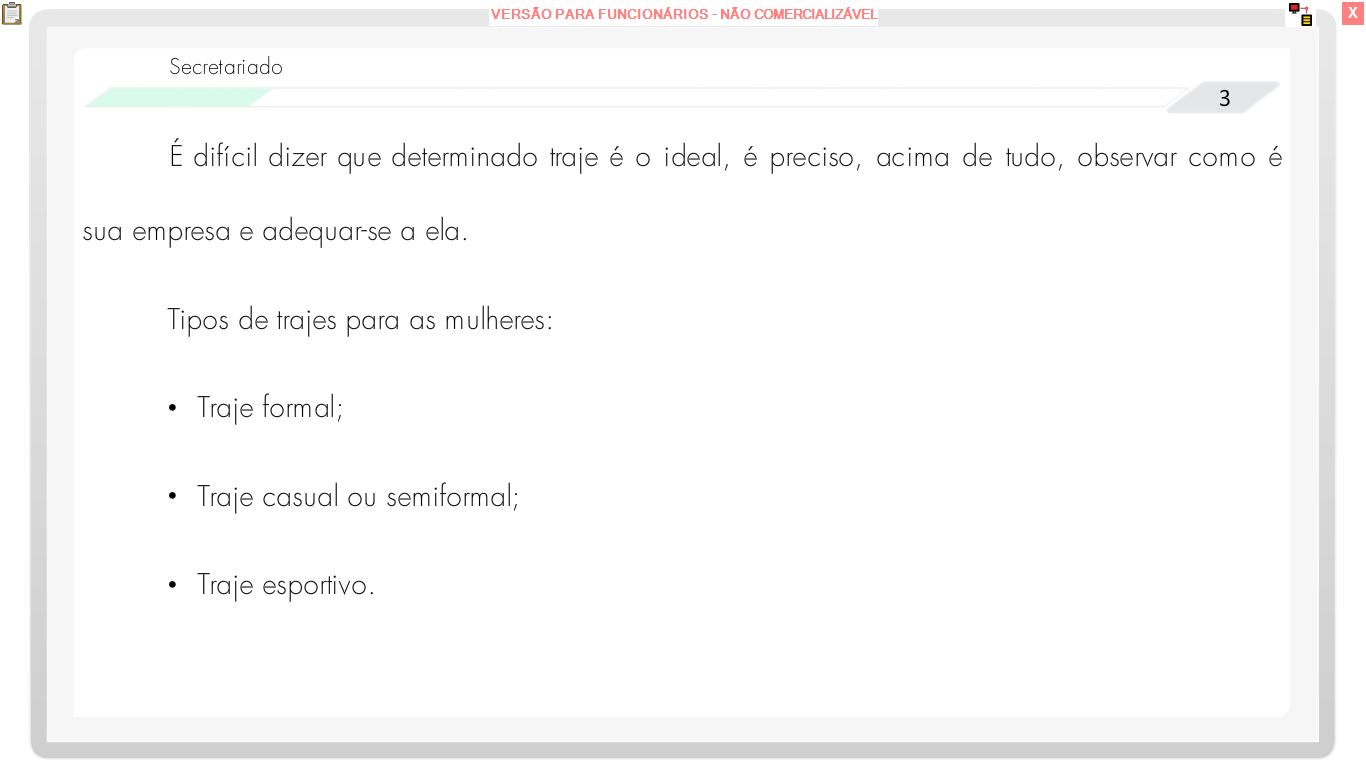 VERSÃO PARA FUNCIONÁRIOS - NÃO COMERCIALIZÁVEL
X
Secretariado
3
É difícil dizer que determinado traje é o ideal, é preciso, acima de tudo, observar como é
sua empresa e adequar-se a ela.
Tipos de trajes para as mulheres:
• Traje formal;
• Traje casual ou semiformal;
• Traje esportivo.